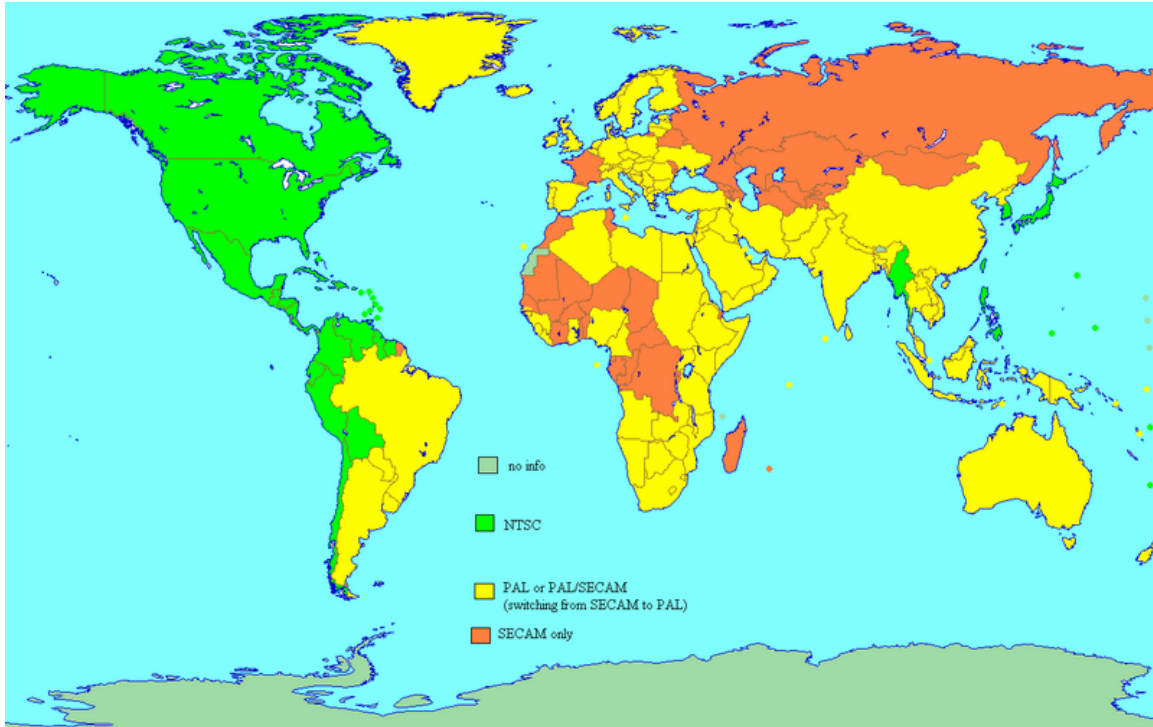 no info
NTSC
PAL or PAL/SECAM
(switching from SECAM to PAL)
SECAM only